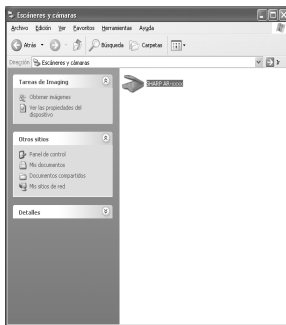 Escáneres y cámaras
Archivo Edición Ver Favoritos Herramientas Ayuda
Atrás Búsqueda Carpetas
Dirección Escáneres y cámaras Ir
Tareas de Imaging
Obtener imágenes
Ver las propiedades del
dispositivo
Otros sitios
Panel de control
Mis documentos
Documentos compartidos
Mis sitios de red
Detalles
SHARP AR-xxxx